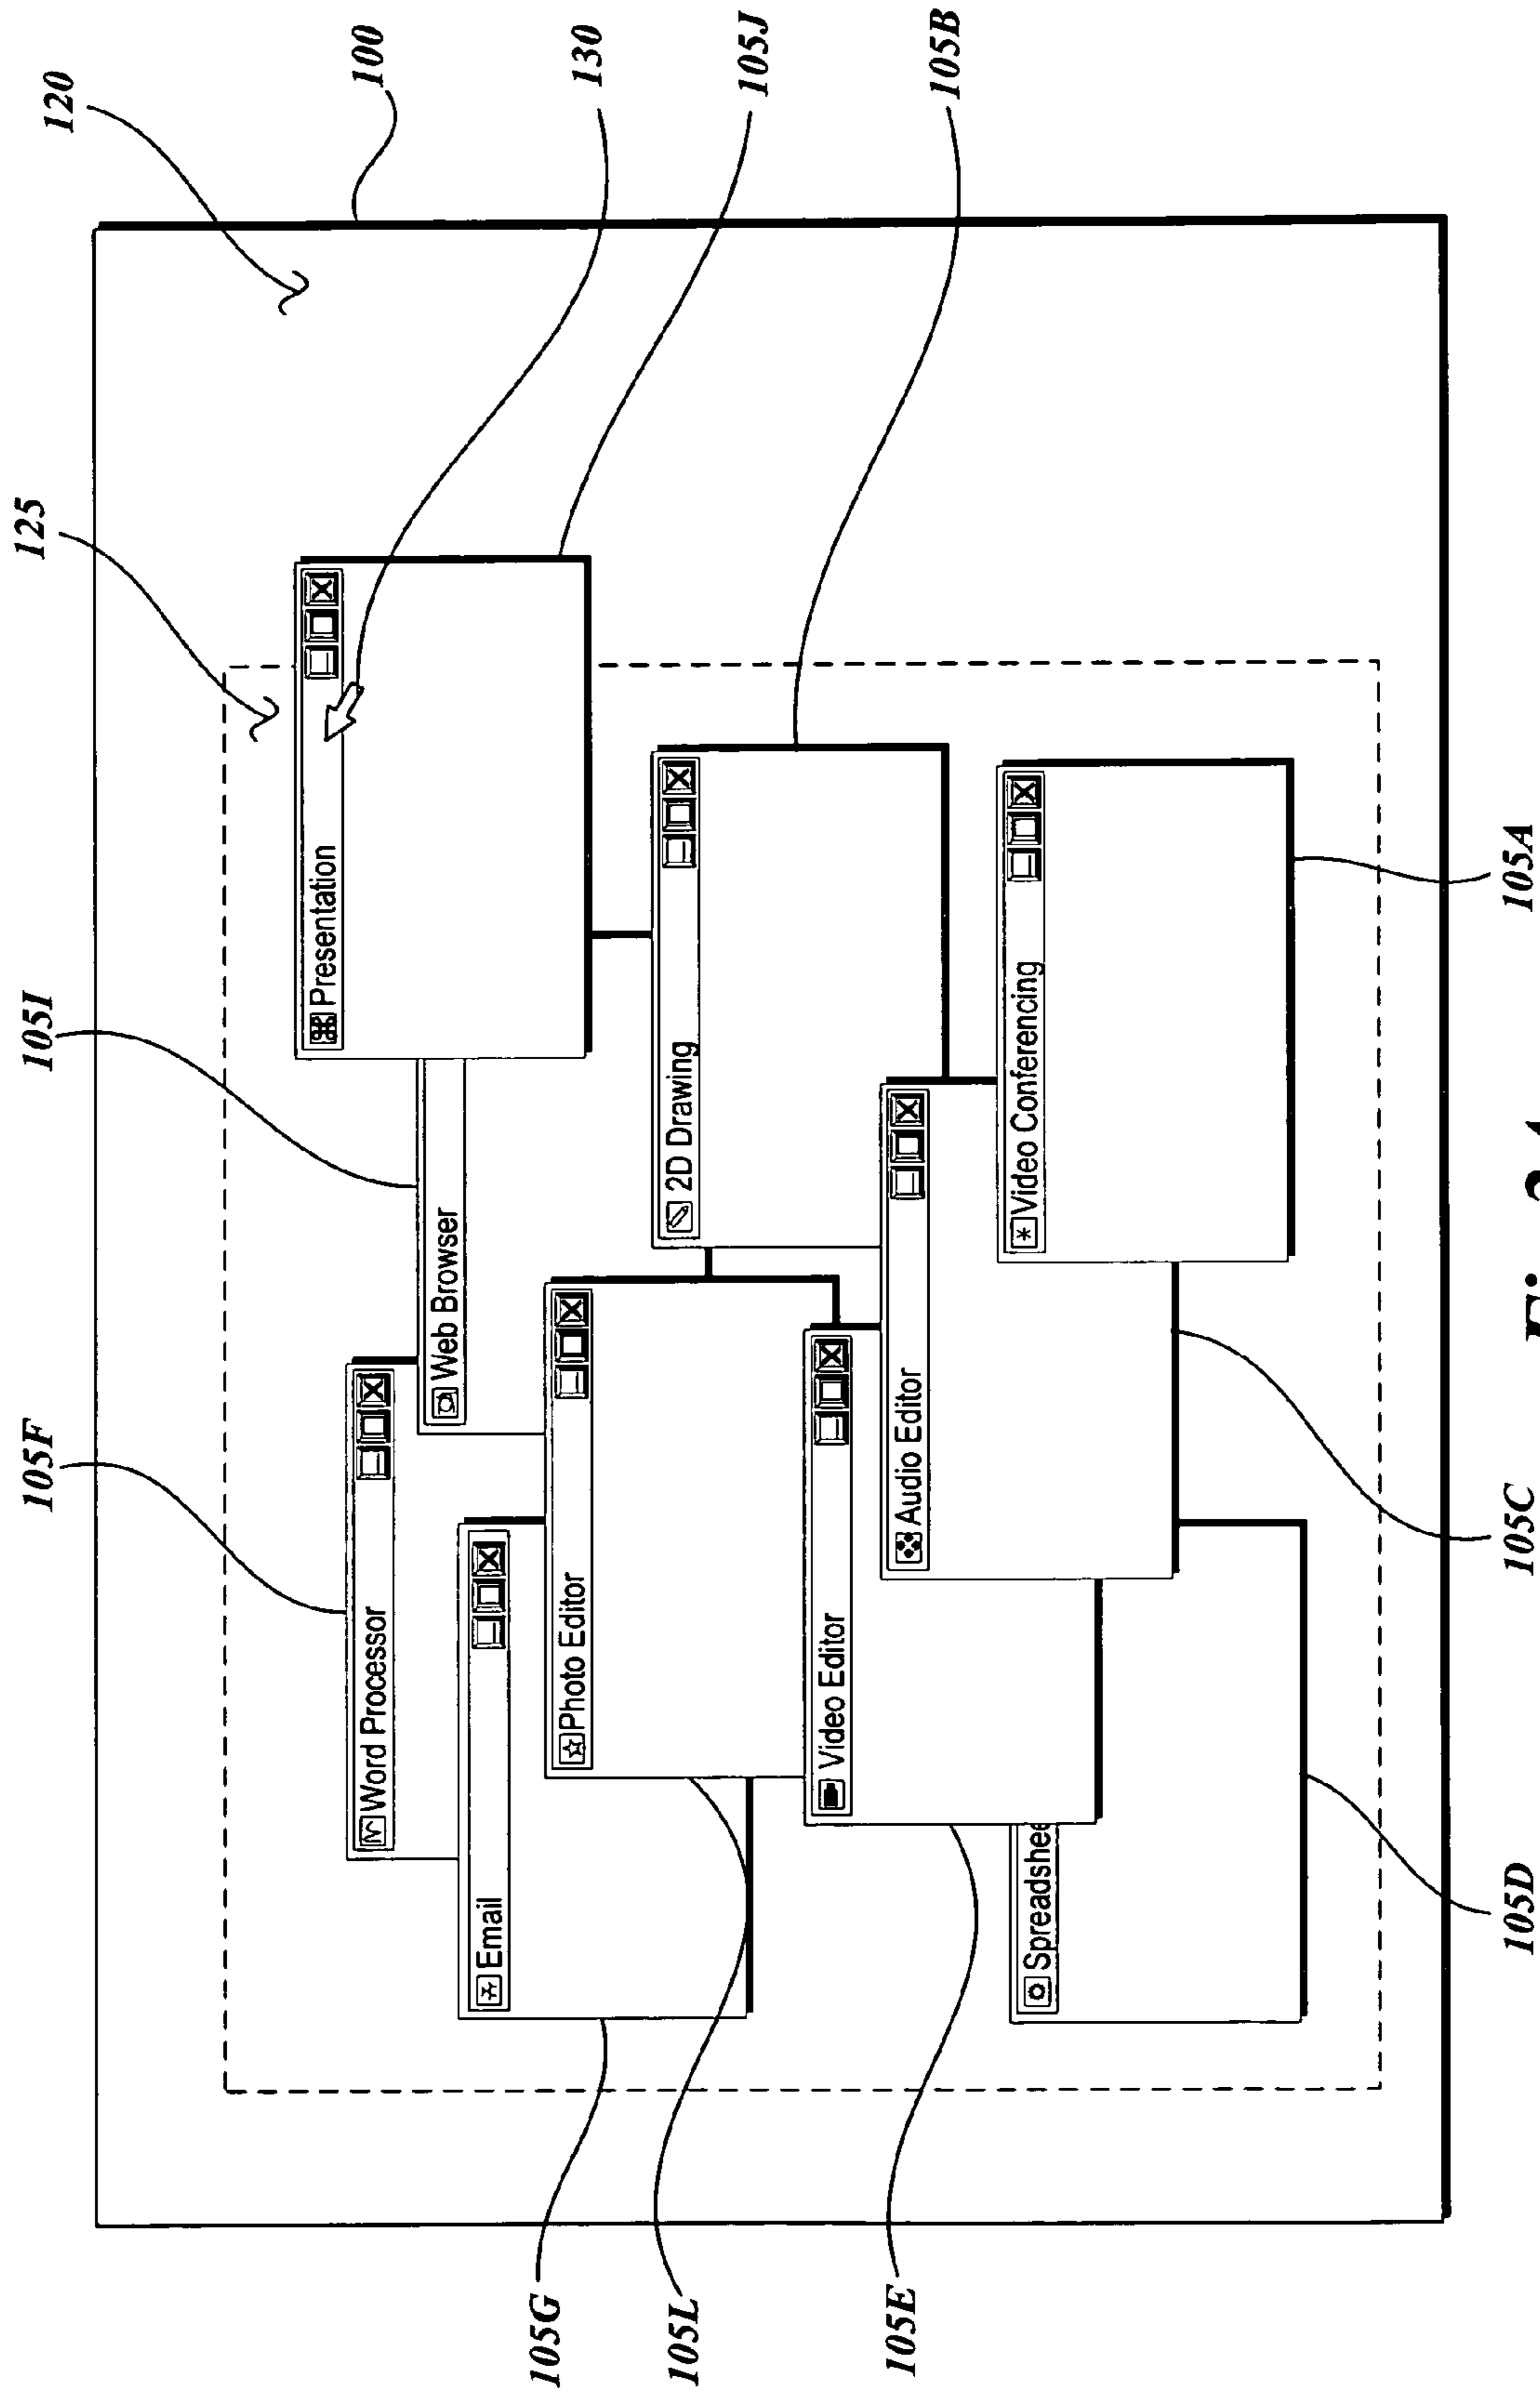 105F
105I
125
120
100
Presentation
Word Processor
Web Browser
Email
105G
Photo Editor
130
2D Drawing
105L
105J
Video Editor
105E
Audio Editor
105B
Video Conferencing
Spreadshee
105D
105C
105A